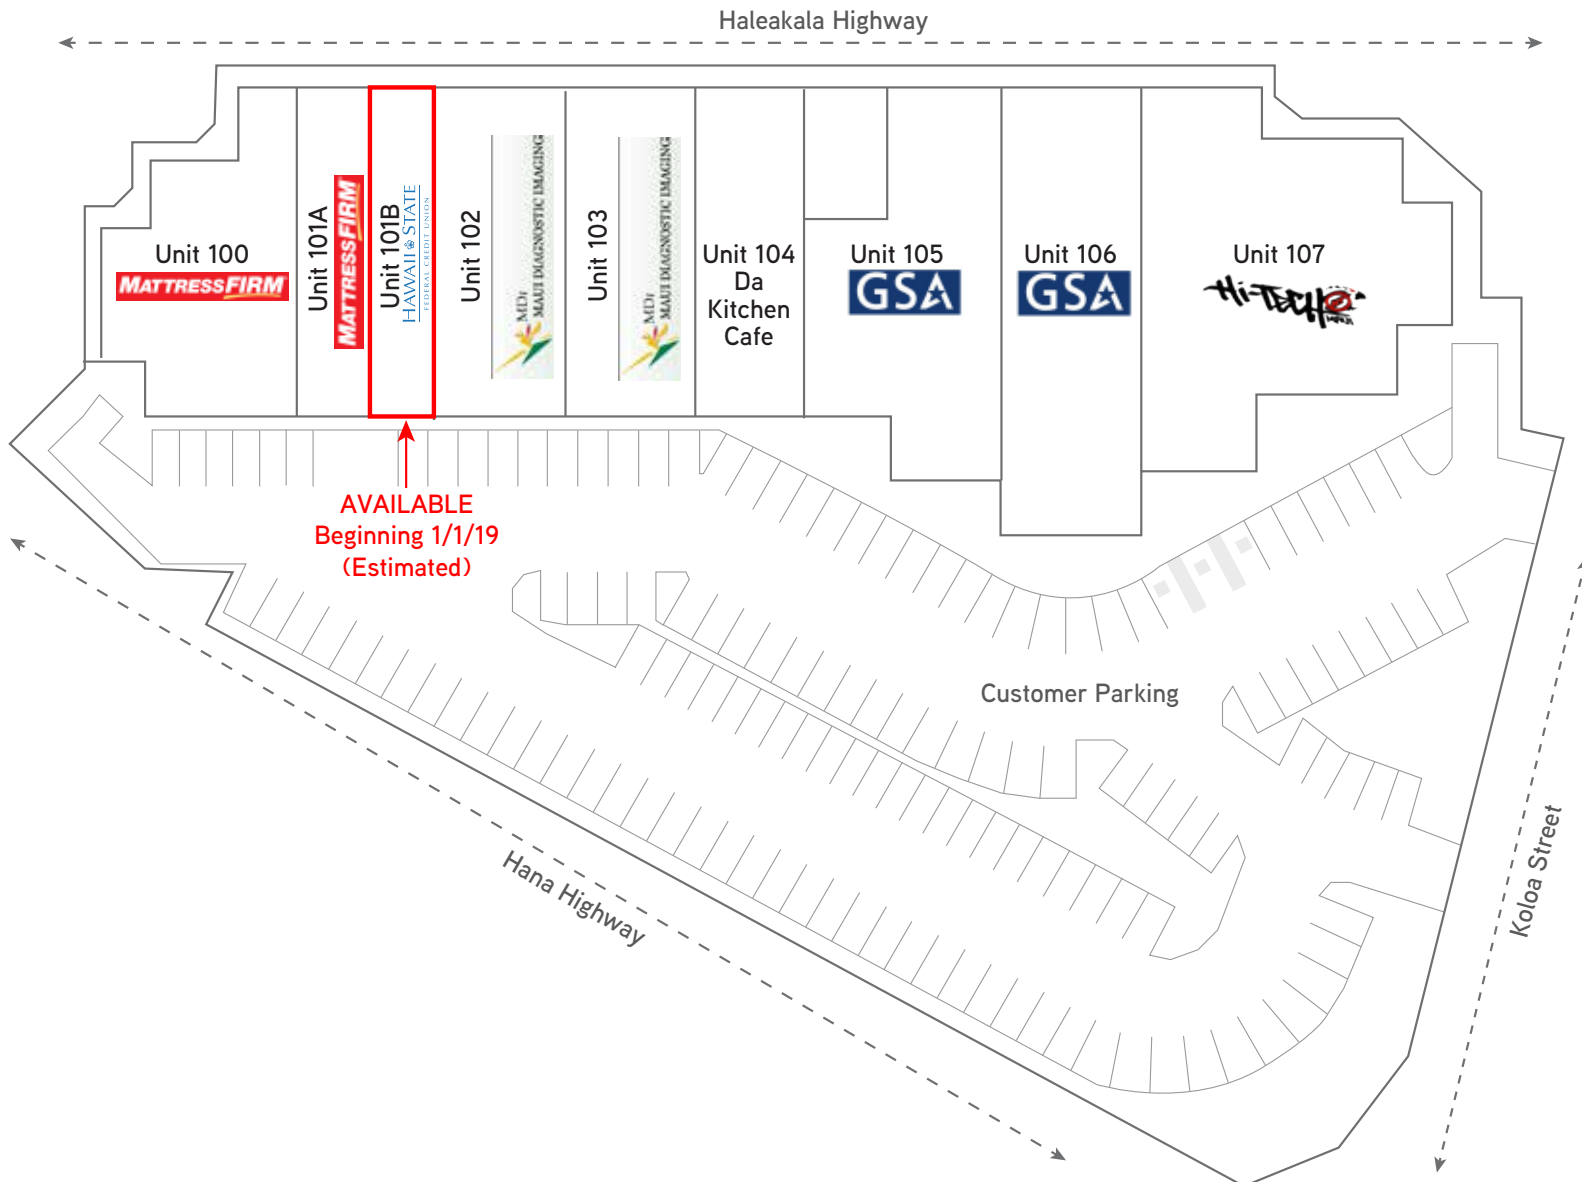 Haleakala Highway
Unit 100
MATTRESSFIRM
Unit 101A
MATTRESSFIRM
Unit 101B
HAWAII STATE
FEDERAL CREDIT UNION
Unit 102
MDi
MAUI DIAGNOSTIC IMAGING
Unit 103
MDi
MAUI DIAGNOSTIC IMAGING
Unit 104
Da
Kitchen
Cafe
Unit 105
GSA
Unit 106
GSA
Unit 107
Hi-TECH
AVAILABLE
Beginning 1/1/19
(Estimated)
Customer Parking
Hana Highway
Koloa Street